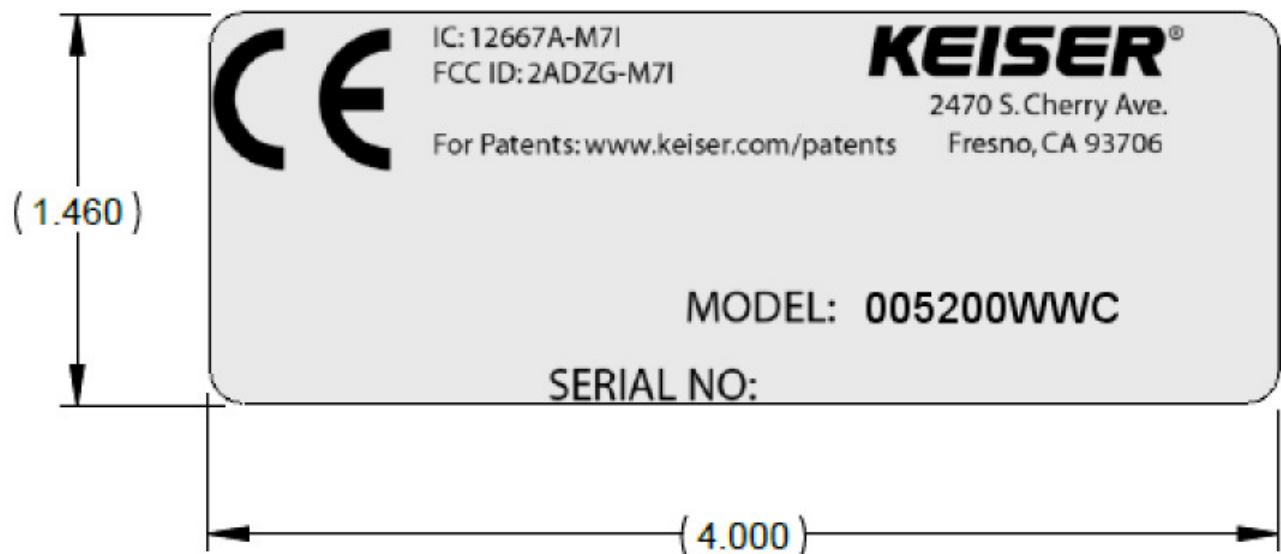 CE
IC: 12667A-M7I
FCC ID: 2ADZG-M7I
For Patents: www.keiser.com/patents
KEISER®
2470 S. Cherry Ave.
Fresno, CA 93706
(1.460)
MODEL: 005200WWC
SERIAL NO:
(4.000)